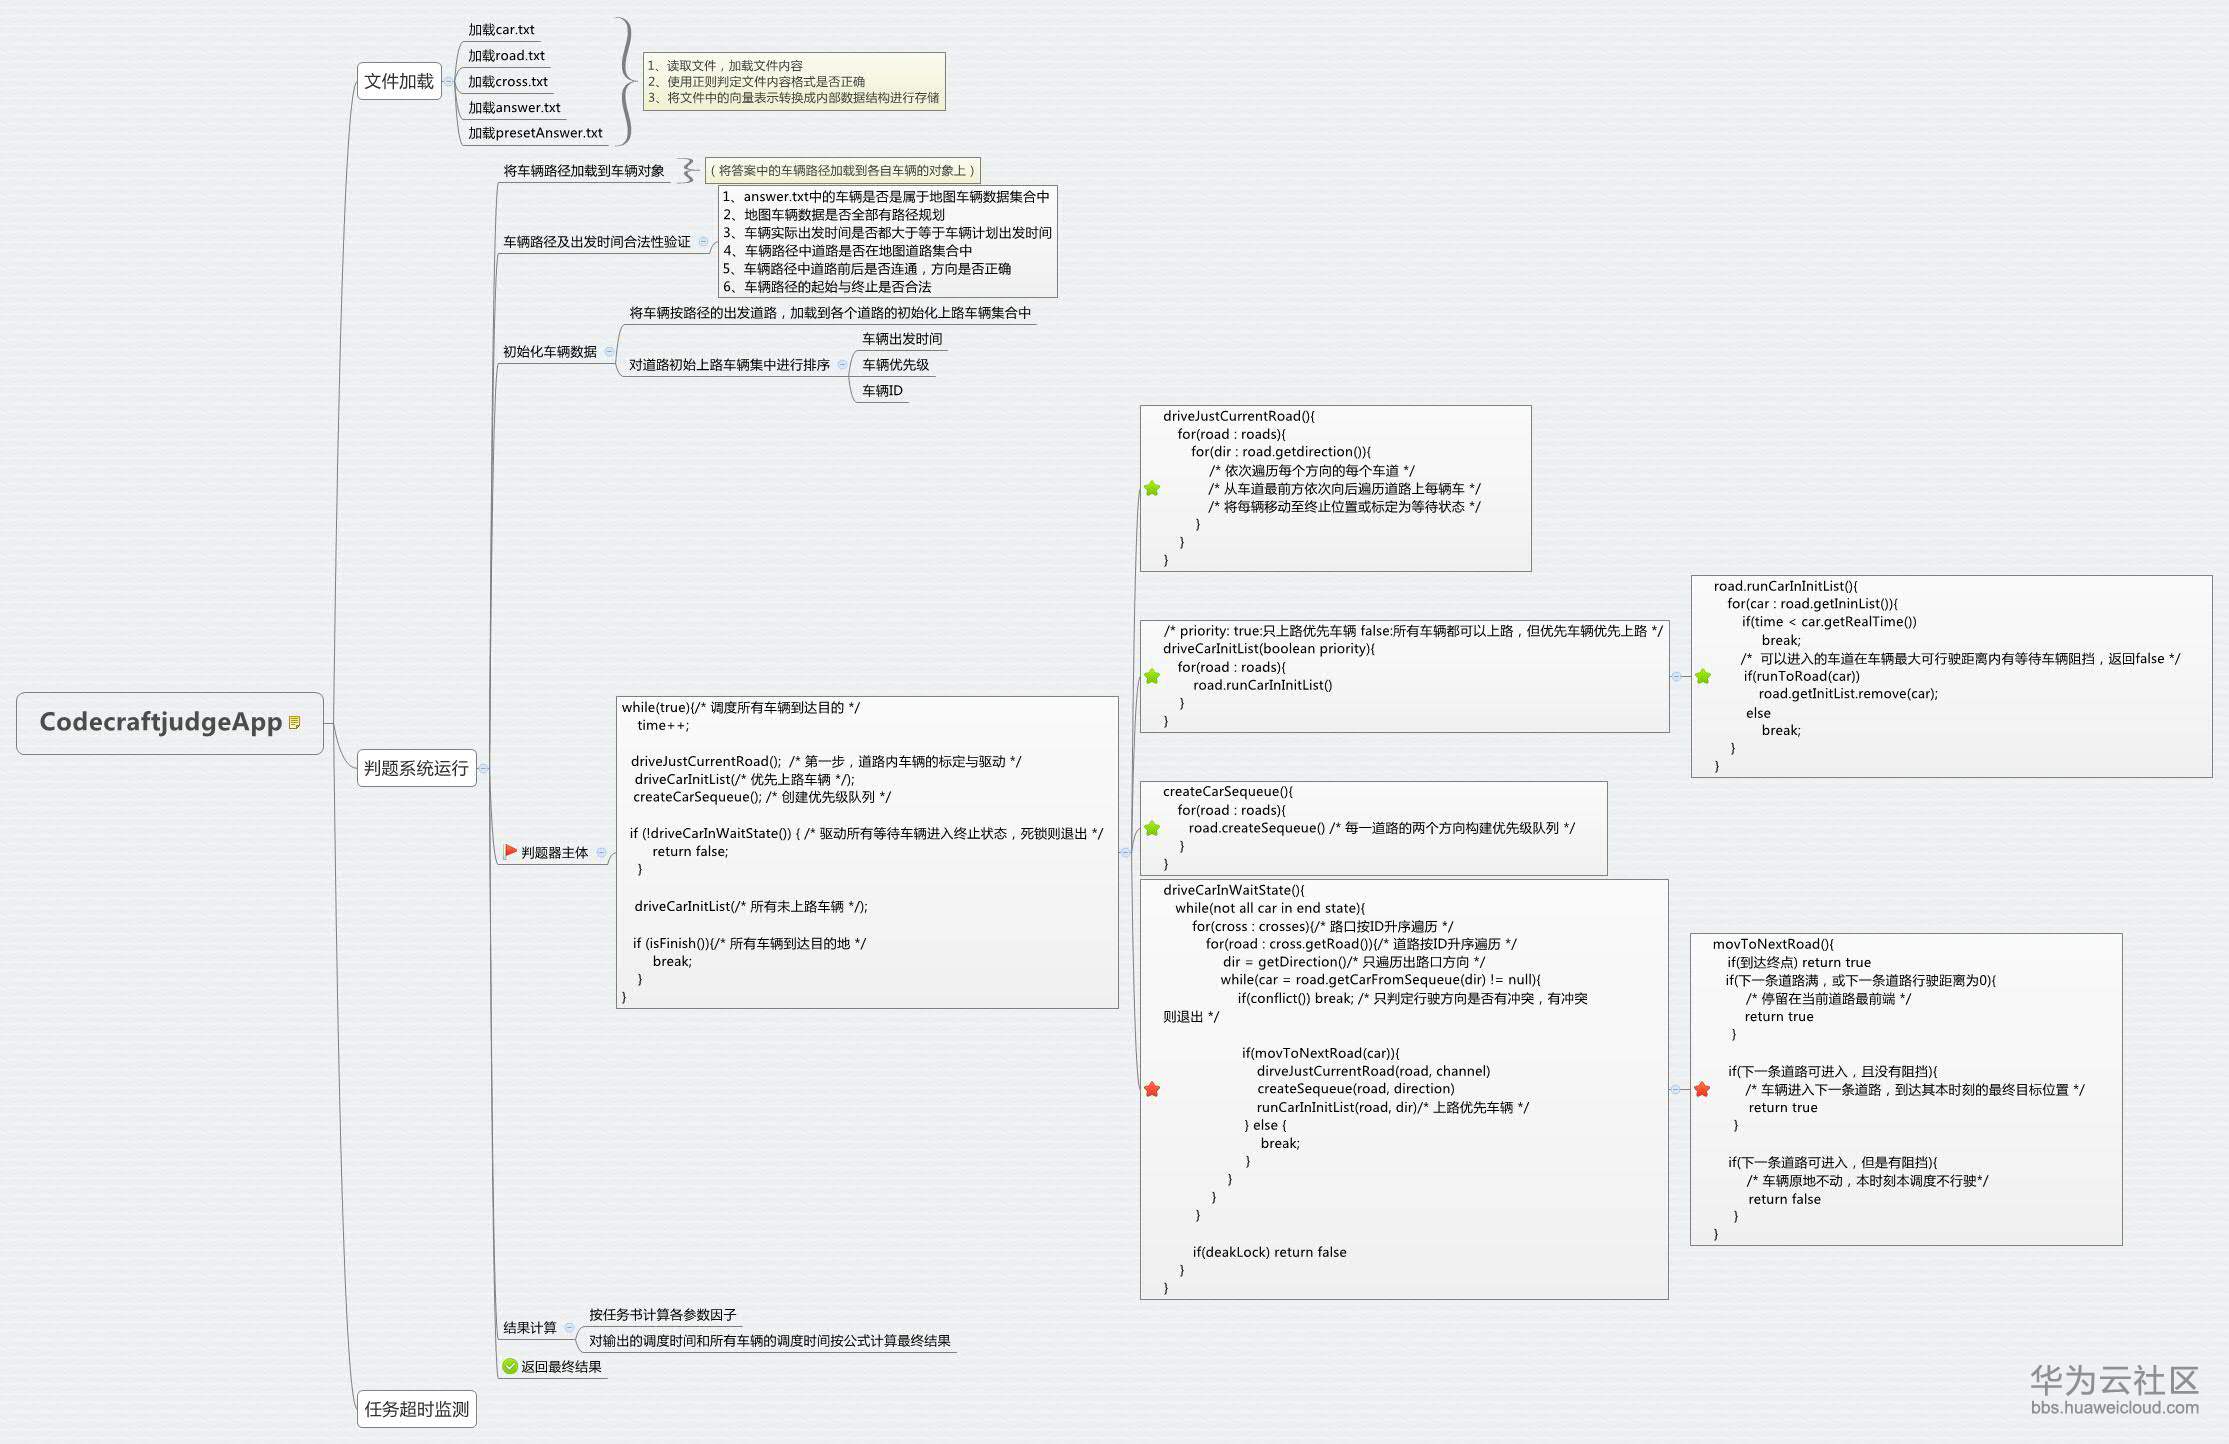 CodecraftjudgeApp
文件加载
加载car.txt
加载road.txt
加载cross.txt
加载answer.txt
加载presetAnswer.txt
1、读取文件，加载文件内容
2、使用正则判定文件内容格式是否正确
3、将文件中的向量表示转换成内部数据结构进行存储
判题系统运行
将车辆路径加载到车辆对象
（将答案中的车辆路径加载到各自车辆的对象上）
车辆路径及出发时间合法性验证
1、answer.txt中的车辆是否是属于地图车辆数据集合中
2、地图车辆数据是否全部有路径规划
3、车辆实际出发时间是否都大于等于车辆计划出发时间
4、车辆路径中道路是否在地图道路集合中
5、车辆路径中道路前后是否连通，方向是否正确
6、车辆路径的起始与终止是否合法
初始化车辆数据
将车辆按路径的出发道路，加载到各个道路的初始化上路车辆集合中
对道路初始上路车辆集中进行排序
车辆出发时间
车辆优先级
车辆ID
判题器主体
while(true){/* 调度所有车辆到达目的 */
time++;
driveJustCurrentRoad(); /* 第一步，道路内车辆的标定与驱动 */
driveCarInitList(/* 优先上路车辆 */);
createCarSequeue(); /* 创建优先级队列 */
if (!driveCarInWaitState()) { /* 驱动所有等待车辆进入终止状态，死锁则退出 */
return false;
}
driveCarInitList(/* 所有未上路车辆 */);
if (isFinish()){/* 所有车辆到达目的地 */
break;
}
}
driveJustCurrentRoad(){
for(road : roads){
for(dir : road.getdirection()){
/* 依次遍历每个方向的每个车道 */
/* 从车道最前方依次向后遍历道路上每辆车 */
/* 将每辆移动至终止位置或标定为等待状态 */
}
}
}
/* priority: true:只上路优先车辆 false:所有车辆都可以上路，但优先车辆优先上路 */
driveCarInitList(boolean priority){
for(road : roads){
road.runCarInInitList()
}
}
road.runCarInInitList(){
for(car : road.getIninList()){
if(time < car.getRealTime())
break;
/* 可以进入的车道在车辆最大可行驶距离内有等待车辆阻挡，返回false */
if(runToRoad(car))
road.getInitList.remove(car);
else
break;
}
}
createCarSequeue(){
for(road : roads){
road.createSequeue() /* 每一道路的两个方向构建优先级队列 */
}
}
driveCarInWaitState(){
while(not all car in end state){
for(cross : crosses){/* 路口按ID升序遍历 */
for(road : cross.getRoad()){/* 道路按ID升序遍历 */
dir = getDirection()/* 只遍历出路口方向 */
while(car = road.getCarFromSequeue(dir) != null){
if(conflict()) break; /* 只判定行驶方向是否有冲突，有冲突
则退出 */
if(movToNextRoad(car)){
dirveJustCurrentRoad(road, channel)
createSequeue(road, direction)
runCarInInitList(road, dir)/* 上路优先车辆 */
} else {
break;
}
}
}
}
if(deakLock) return false
}
}
movToNextRoad(){
if(到达终点) return true
if(下一条道路满，或下一条道路行驶距离为0){
/* 停留在当前道路最前端 */
return true
}
if(下一条道路可进入，且没有阻挡){
/* 车辆进入下一条道路，到达其本时刻的最终目标位置 */
return true
}
if(下一条道路可进入，但是有阻挡){
/* 车辆原地不动，本时刻本调度不行驶*/
return false
}
}
结果计算
按任务书计算各参数因子
对输出的调度时间和所有车辆的调度时间按公式计算最终结果
返回最终结果
任务超时监测
华为云社区
bbs.huaweicloud.com